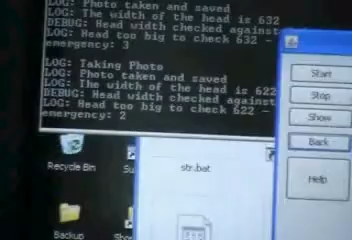 LOG: Photo taken and saved
LOG: The width of the head is 632
DEBUG: Head width checked against
LOG: Head too big to check 632 -
emergency: 3
LOG: Taking Photo
LOG: Photo taken and saved
LOG: The width of the head is 622
DEBUG: Head width checked against
LOG: Head too big to check 622 -
emergency: 2
Start
Stop
Show
Back
Help
Recycle Bin
Su
str.bat
Backup
Shor